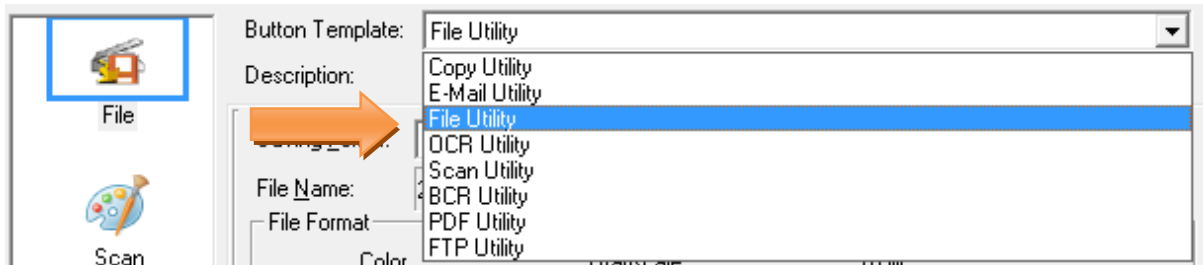 Button Template: File Utility
Description:
Copy Utility
E-Mail Utility
File Utility
OCR Utility
Scan Utility
BCR Utility
PDF Utility
FTP Utility
File Name:
File Format
Color
File
Scan